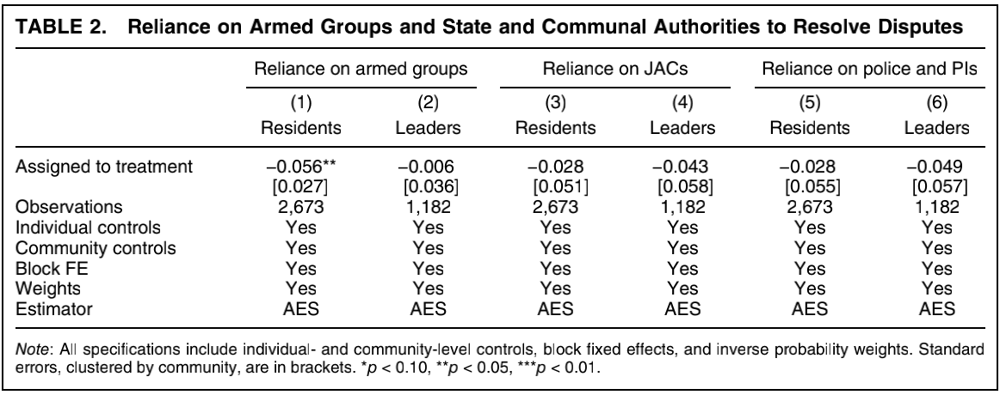 TABLE 2. Reliance on Armed Groups and State and Communal Authorities to Resolve Disputes
Reliance on armed groups Reliance on JACs Reliance on police and PIs
(1) (2) (3) (4) (5) (6)
Residents Leaders Residents Leaders Residents Leaders
Assigned to treatment −0.056** −0.006 −0.028 −0.043 −0.028 −0.049
[0.027] [0.036] [0.051] [0.058] [0.055] [0.057]
Observations 2,673 1,182 2,673 1,182 2,673 1,182
Individual controls Yes Yes Yes Yes Yes Yes
Community controls Yes Yes Yes Yes Yes Yes
Block FE Yes Yes Yes Yes Yes Yes
Weights Yes Yes Yes Yes Yes Yes
Estimator AES AES AES AES AES AES
Note: All specifications include individual- and community-level controls, block fixed effects, and inverse probability weights. Standard
errors, clustered by community, are in brackets. *p < 0.10, **p < 0.05, ***p < 0.01.